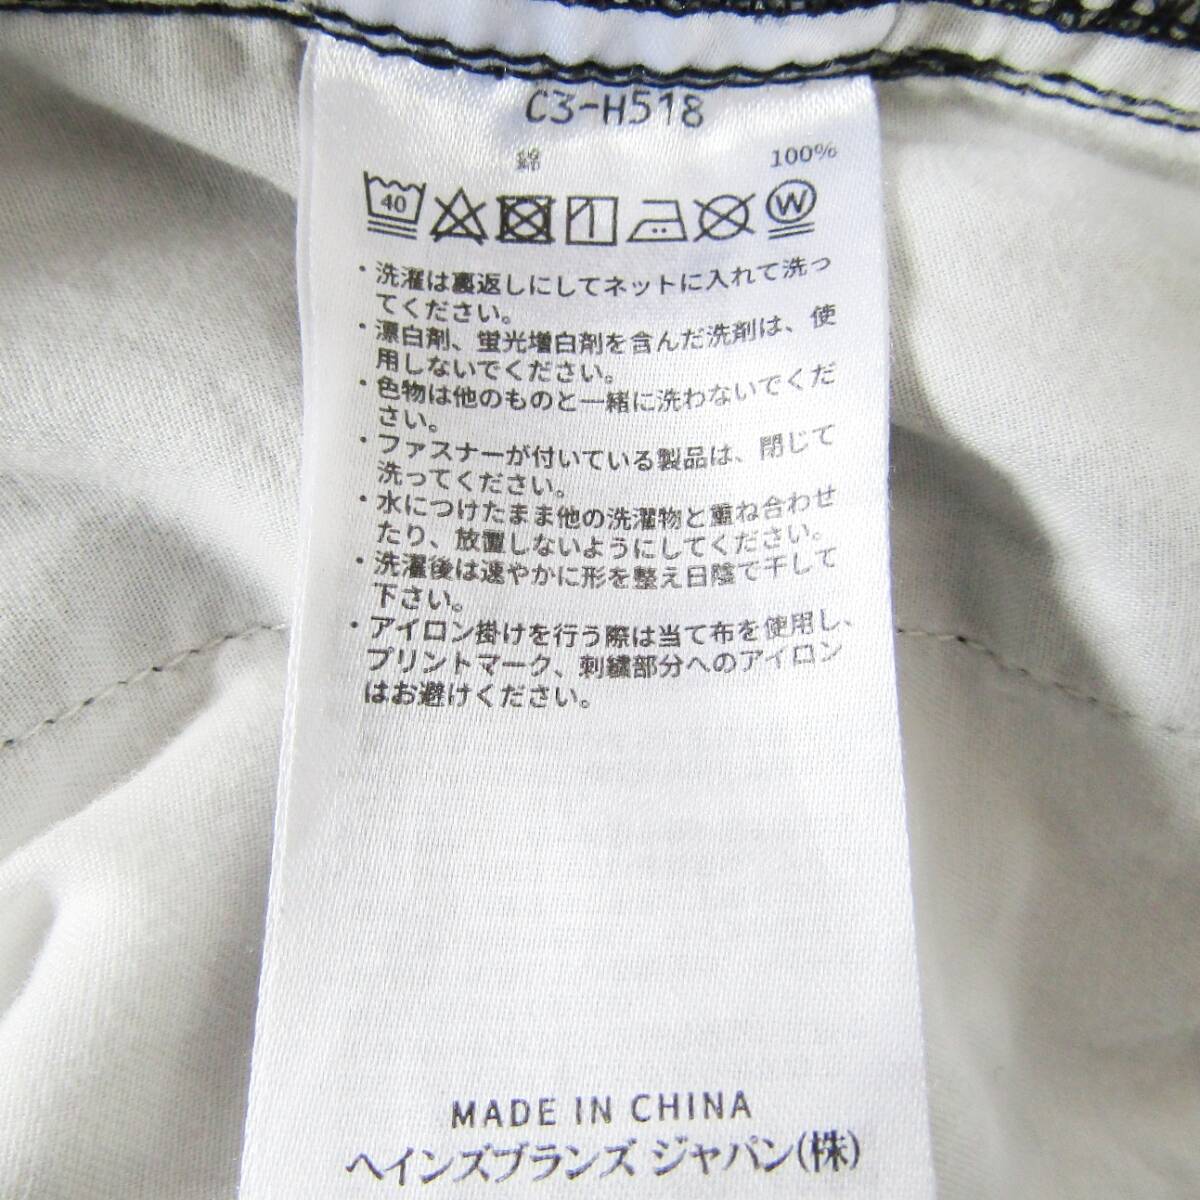 C3-H518
綿 100%
40 W
・洗濯は裏返しにしてネットに入れて洗っ
てください。
・漂白剤、蛍光増白剤を含んだ洗剤は、使
用しないでください。
・色物は他のものと一緒に洗わないでくだ
さい。
・ファスナーが付いている製品は、閉じて
洗ってください。
・水につけたまま他の洗濯物と重ね合わせ
たり、放置しないようにしてください。
・洗濯後は速やかに形を整え日陰で干して
下さい。
・アイロン掛けを行う際は当て布を使用し、
プリントマーク、刺繍部分へのアイロン
はお避けください。
MADE IN CHINA
ヘインズブランズ ジャパン(株)